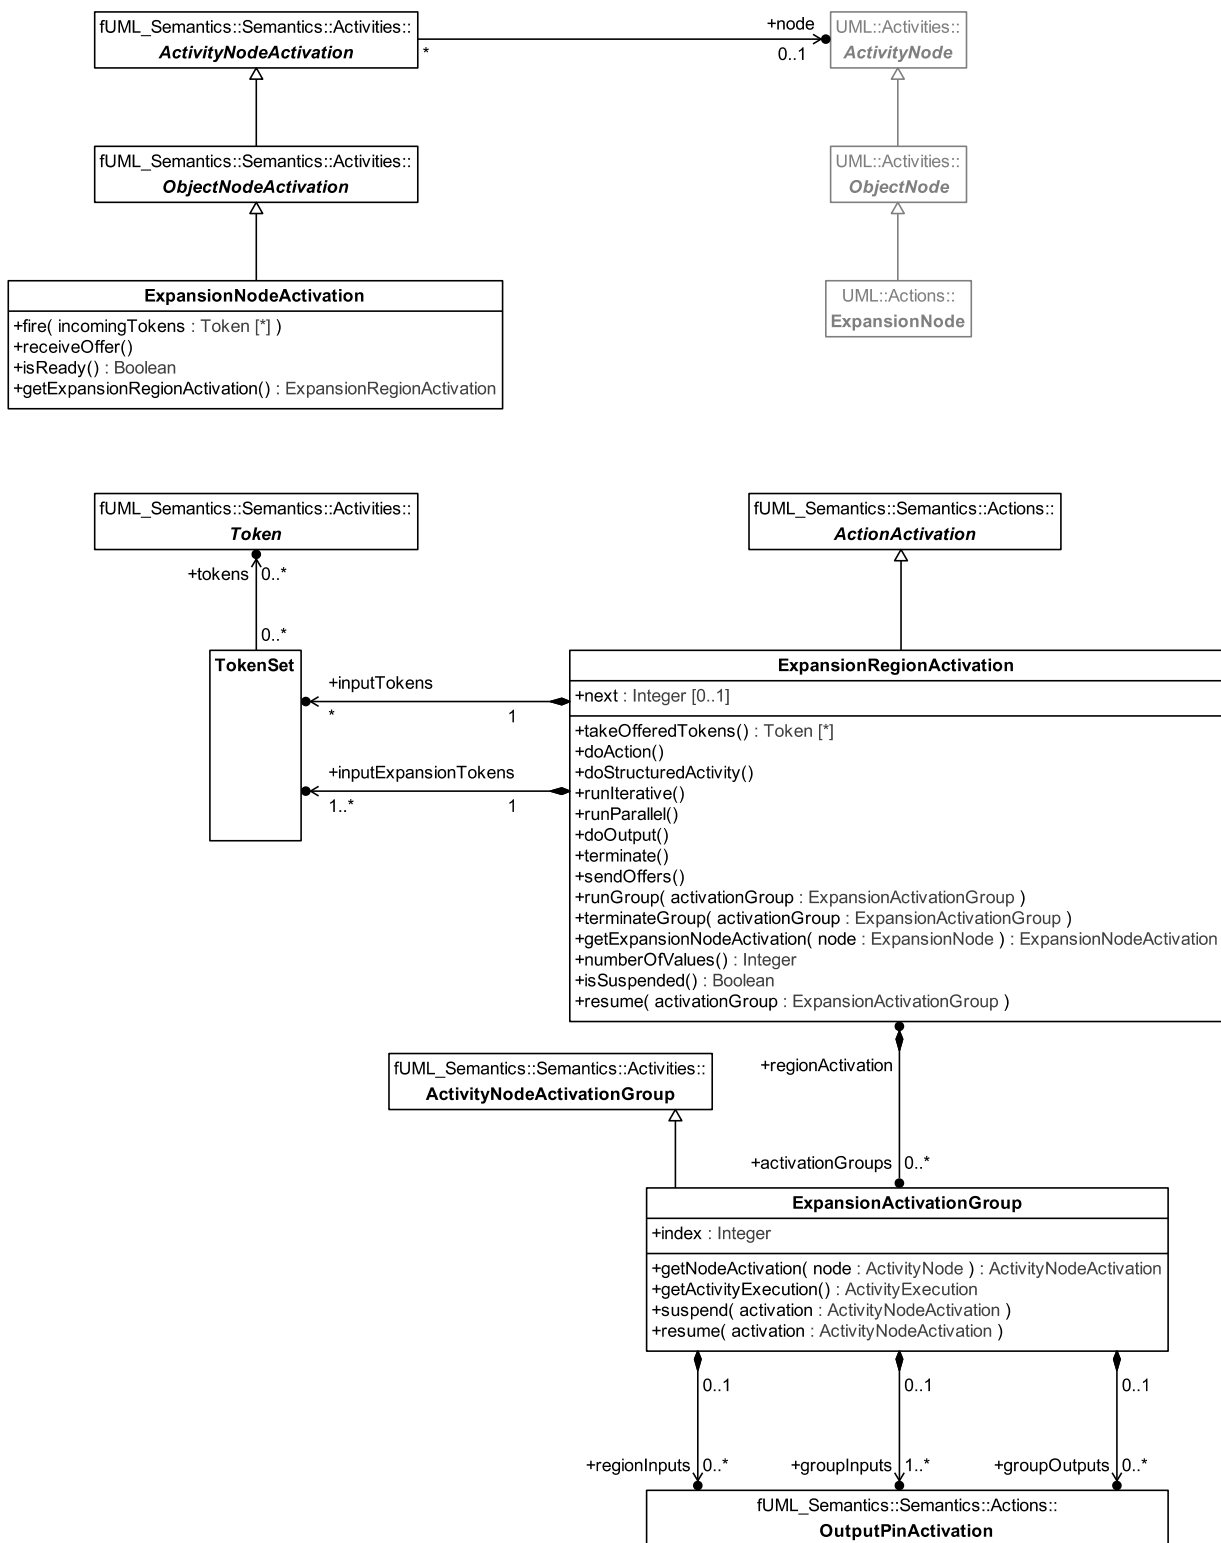 fUML_Semantics::Semantics::Activities::
ActivityNodeActivation
*
+node
0..1
UML::Activities::
ActivityNode
fUML_Semantics::Semantics::Activities::
ObjectNodeActivation
UML::Activities::
ObjectNode
ExpansionNodeActivation
+fire( incomingTokens : Token [*] )
+receiveOffer()
+isReady() : Boolean
+getExpansionRegionActivation() : ExpansionRegionActivation
UML::Actions::
ExpansionNode
fUML_Semantics::Semantics::Activities::
Token
+tokens
0..*
0..*
TokenSet
fUML_Semantics::Semantics::Actions::
ActionActivation
+inputTokens
*
1
+inputExpansionTokens
1..*
1
ExpansionRegionActivation
+next : Integer [0..1]
+takeOfferedTokens() : Token [*]
+doAction()
+doStructuredActivity()
+runIterative()
+runParallel()
+doOutput()
+terminate()
+sendOffers()
+runGroup( activationGroup : ExpansionActivationGroup )
+terminateGroup( activationGroup : ExpansionActivationGroup )
+getExpansionNodeActivation( node : ExpansionNode ) : ExpansionNodeActivation
+numberOfValues() : Integer
+isSuspended() : Boolean
+resume( activationGroup : ExpansionActivationGroup )
+regionActivation
fUML_Semantics::Semantics::Activities::
ActivityNodeActivationGroup
+activationGroups
0..*
ExpansionActivationGroup
+index : Integer
+getNodeActivation( node : ActivityNode ) : ActivityNodeActivation
+getActivityExecution() : ActivityExecution
+suspend( activation : ActivityNodeActivation )
+resume( activation : ActivityNodeActivation )
0..1
0..1
0..1
+regionInputs
0..*
+groupInputs
1..*
+groupOutputs
0..*
fUML_Semantics::Semantics::Actions::
OutputPinActivation